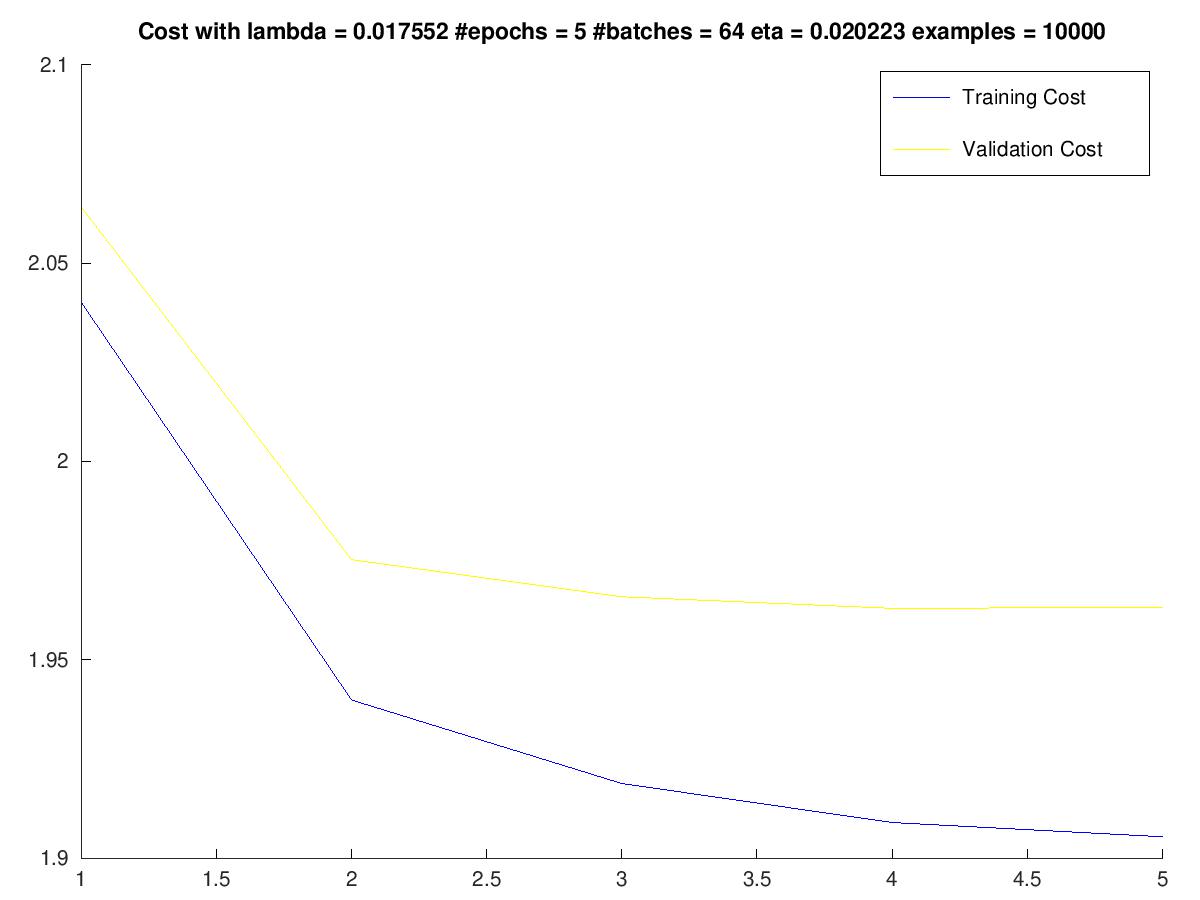 Cost with lambda = 0.017552 #epochs = 5 #batches = 64 eta = 0.020223 examples = 10000
2.1
Training Cost
Validation Cost
2.05
2
1.95
1.9
1 1.5 2 2.5 3 3.5 4 4.5 5